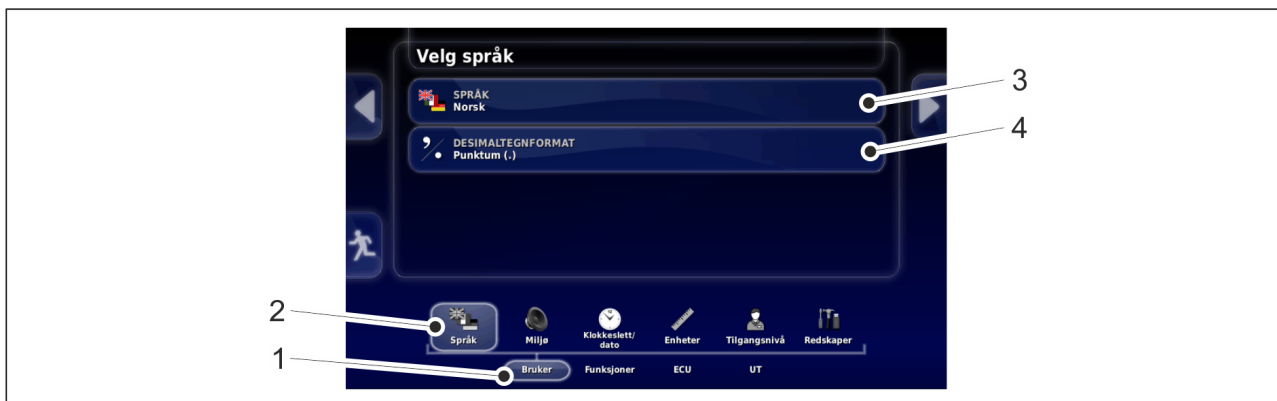 Velg språk
SPRÅK
Norsk
3
DESIMALTEGNFORMAT
Punktum (.)
4
2
Språk
Miljø
Klokkeslett/
dato
Enheter
Tilgangsnivå
Redskaper
1
Bruker
Funksjoner
ECU
UT